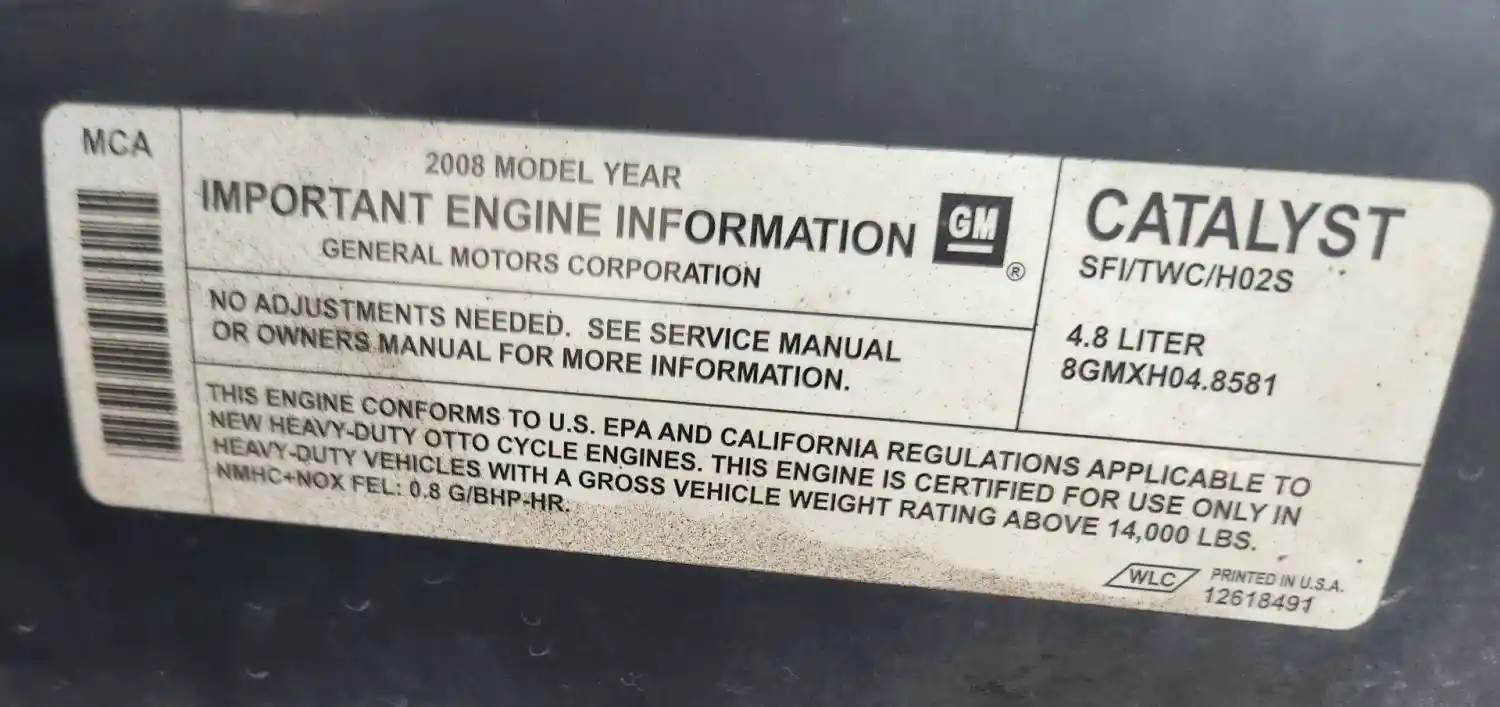 MCA
2008 MODEL YEAR
IMPORTANT ENGINE INFORMATION
GM
®
GENERAL MOTORS CORPORATION
NO ADJUSTMENTS NEEDED. SEE SERVICE MANUAL
OR OWNERS MANUAL FOR MORE INFORMATION.
CATALYST
SFI/TWC/H02S
4.8 LITER
8GMXH04.8581
THIS ENGINE CONFORMS TO U.S. EPA AND CALIFORNIA REGULATIONS APPLICABLE TO
NEW HEAVY-DUTY OTTO CYCLE ENGINES. THIS ENGINE IS CERTIFIED FOR USE ONLY IN
HEAVY-DUTY VEHICLES WITH A GROSS VEHICLE WEIGHT RATING ABOVE 14,000 LBS.
NMHC+NOX FEL: 0.8 G/BHP-HR.
WLC
PRINTED IN U.S.A.
12618491